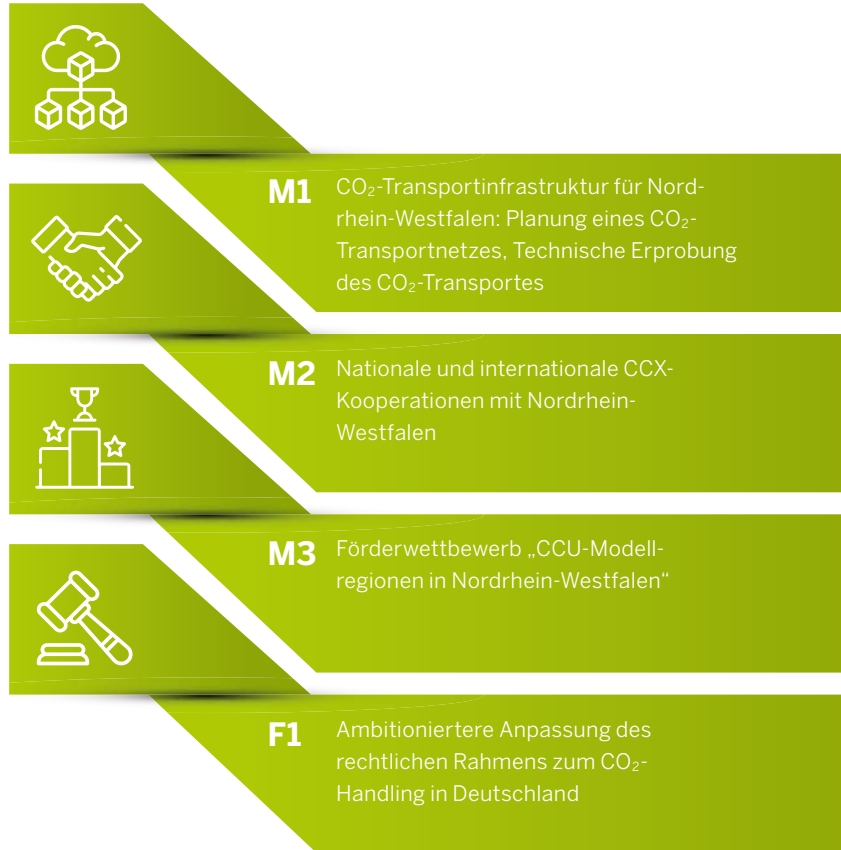 M1 CO₂-Transportinfrastruktur für Nord-
rhein-Westfalen: Planung eines CO₂-
Transportnetzes, Technische Erprobung
des CO₂-Transportes
M2 Nationale und internationale CCX-
Kooperationen mit Nordrhein-
Westfalen
M3 Förderwettbewerb „CCU-Modell-
regionen in Nordrhein-Westfalen“
F1 Ambitioniertere Anpassung des
rechtlichen Rahmens zum CO₂-
Handling in Deutschland